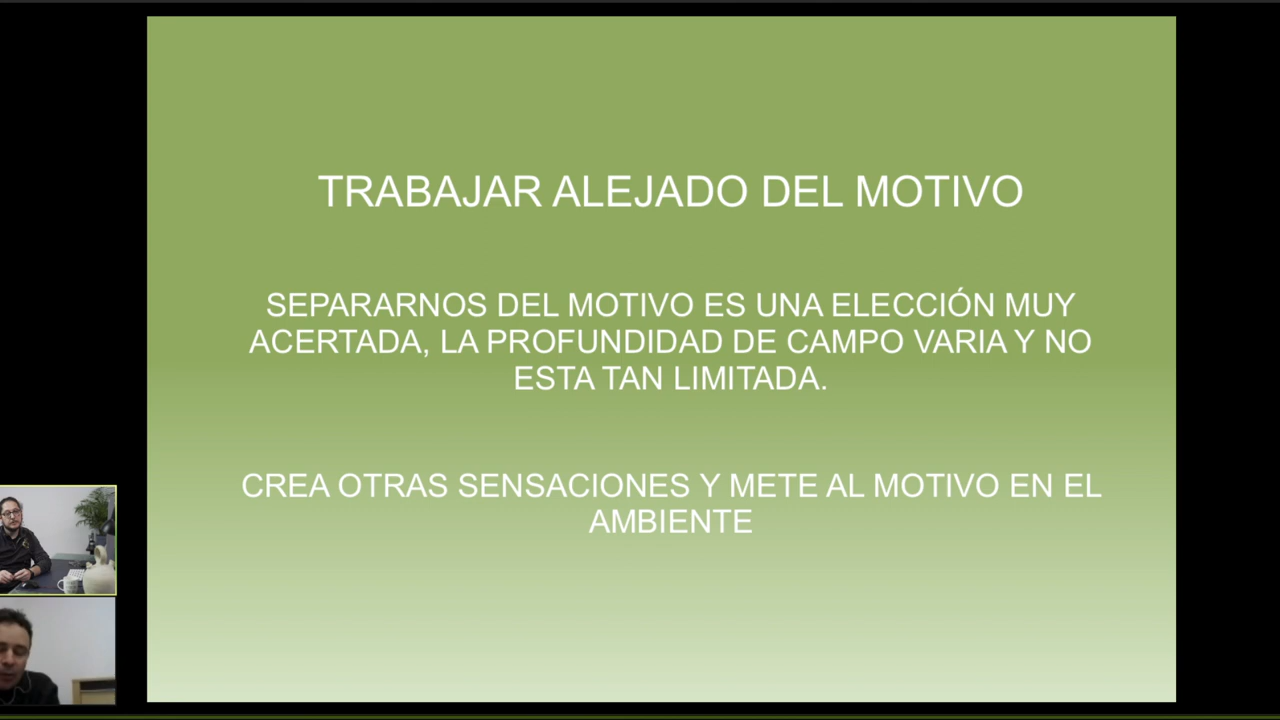 TRABAJAR ALEJADO DEL MOTIVO
SEPARARNOS DEL MOTIVO ES UNA ELECCIÓN MUY
ACERTADA, LA PROFUNDIDAD DE CAMPO VARIA Y NO
ESTA TAN LIMITADA.
CREA OTRAS SENSACIONES Y METE AL MOTIVO EN EL
AMBIENTE